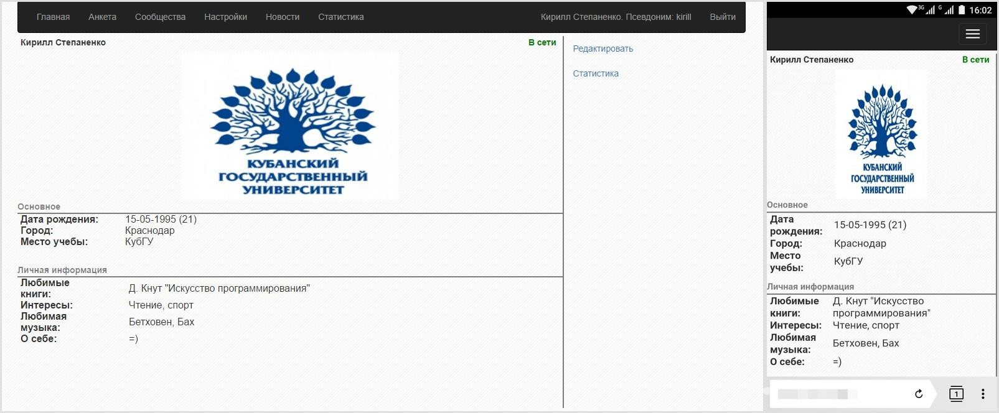 Главная Анкета Сообщества Настройки Новости Статистика Кирилл Степаненко. Псевдоним: kirill Выйти
Кирилл Степаненко В сети
Редактировать
Статистика
КУБАНСКИЙ
ГОСУДАРСТВЕННЫЙ
УНИВЕРСИТЕТ
Основное
Дата рождения: 15-05-1995 (21)
Город: Краснодар
Место учебы: КубГУ
Личная информация
Любимые
книги: Д. Кнут "Искусство программирования"
Интересы: Чтение, спорт
Любимая
музыка: Бетховен, Бах
О себе: =)
3G G 16:02
Кирилл Степаненко В сети
КУБАНСКИЙ
ГОСУДАРСТВЕННЫЙ
УНИВЕРСИТЕТ
Основное
Дата
рождения: 15-05-1995 (21)
Город: Краснодар
Место
учебы: КубГУ
Личная информация
Любимые Д. Кнут "Искусство
книги: программирования"
Интересы: Чтение, спорт
Любимая
музыка: Бетховен, Бах
О себе: =)
1